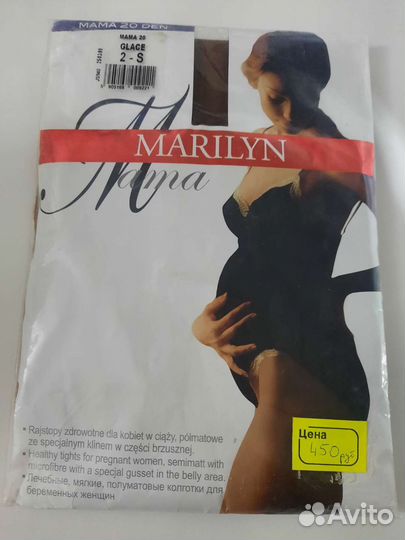 MAMA 20 DEN
MAMA 20
GLACE
2 - S
MARILYN
Mama
• Rajstopy zdrowotne dla kobiet w ciąży, półmatowe
ze specjalnym klinem w części brzusznej.
• Healthy tights for pregnant women, semimatt with
microfibre with a special gusset in the belly area.
• Лечебные, мягкие, полуматовые колготки для
беременных женщин
Цена
450 руб
Avito